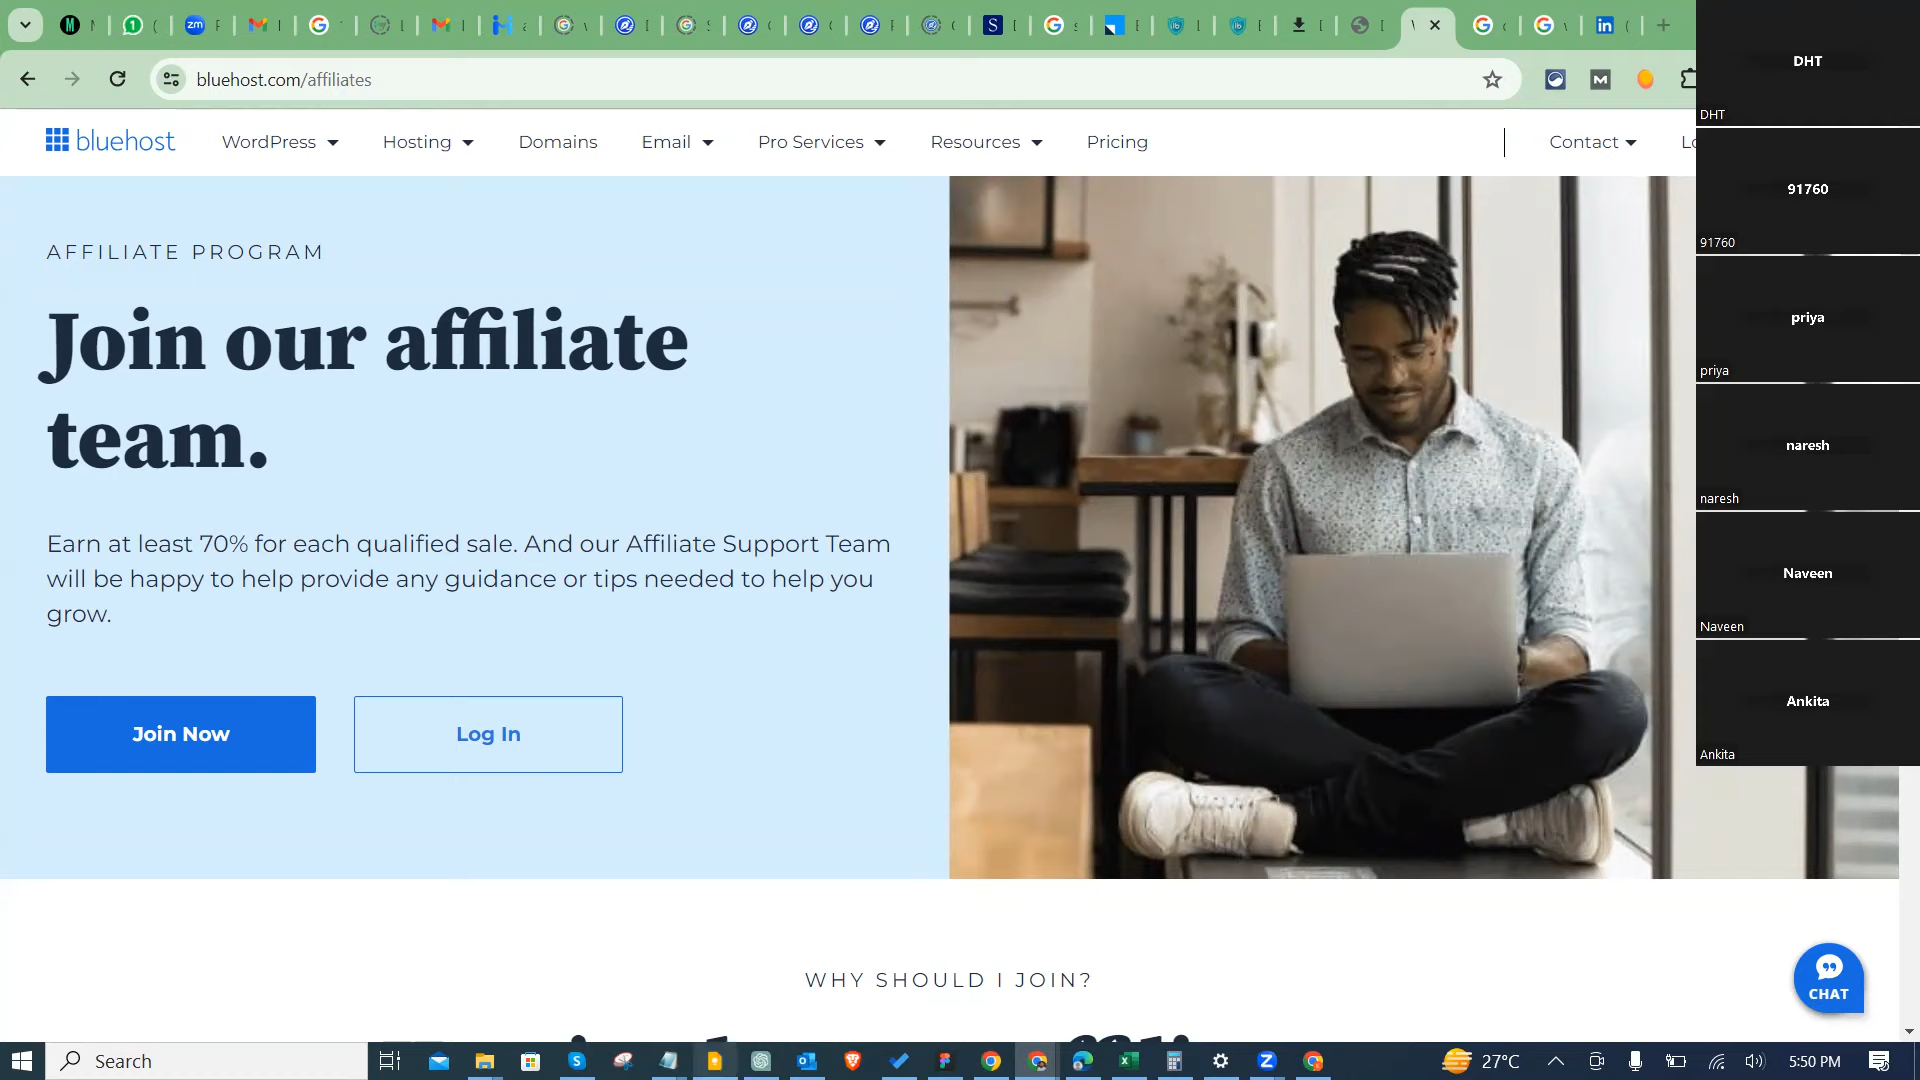 bluehost.com/affiliates
bluehost
WordPress
Hosting
Domains
Email
Pro Services
Resources
Pricing
Contact
AFFILIATE PROGRAM
Join our affiliate
team.
Earn at least 70% for each qualified sale. And our Affiliate Support Team
will be happy to help provide any guidance or tips needed to help you
grow.
Join Now
Log In
WHY SHOULD I JOIN?
CHAT
DHT
DHT
91760
91760
priya
priya
naresh
naresh
Naveen
Naveen
Ankita
Ankita
Search
27°C
5:50 PM